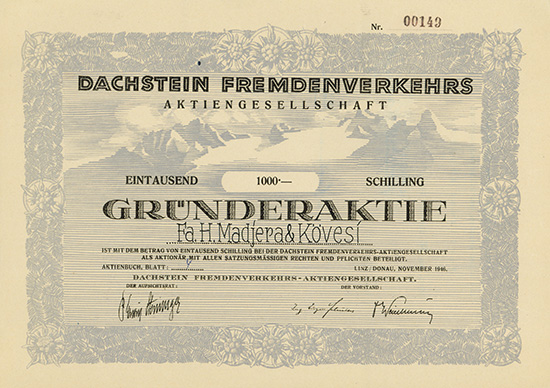 Nr. 00149
DACHSTEIN FREMDENVERKEHRS
AKTIENGESELLSCHAFT
EINTAUSEND 1000·— SCHILLING
GRÜNDERAKTIE
Fa. H. Madjera & Kövesi
IST MIT DEM BETRAG VON EINTAUSEND SCHILLING BEI DER DACHSTEIN FREMDENVERKEHRS-AKTIENGESELLSCHAFT
ALS AKTIONÄR MIT ALLEN SATZUNGSMÄSSIGEN RECHTEN UND PFLICHTEN BETEILIGT.
AKTIENBUCH, BLATT: LINZ/DONAU, NOVEMBER 1946.
DACHSTEIN FREMDENVERKEHRS-AKTIENGESELLSCHAFT.
DER AUFSICHTSRAT: DER VORSTAND: